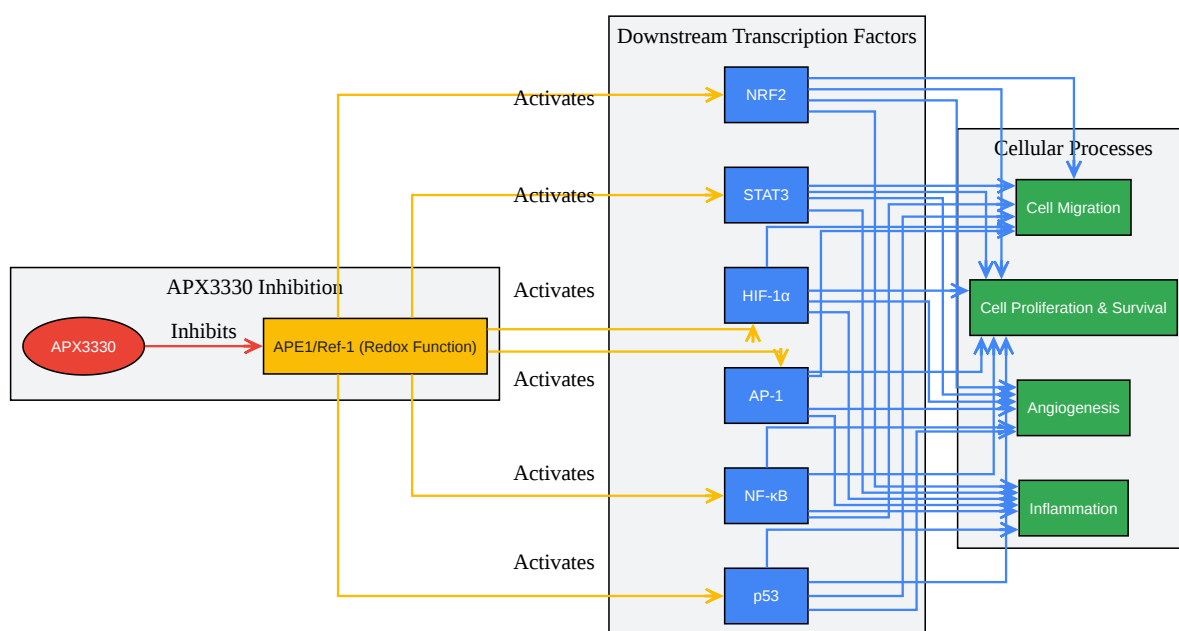 Downstream Transcription Factors
NRF2
Activates
Cellular Processes
STAT3
Activates
Cell Migration
APX3330 Inhibition
HIF-1α
Activates
Cell Proliferation & Survival
Inhibits
APX3330
APE1/Ref-1 (Redox Function)
Activates
AP-1
Angiogenesis
Activates
NF-κB
Inflammation
Activates
p53